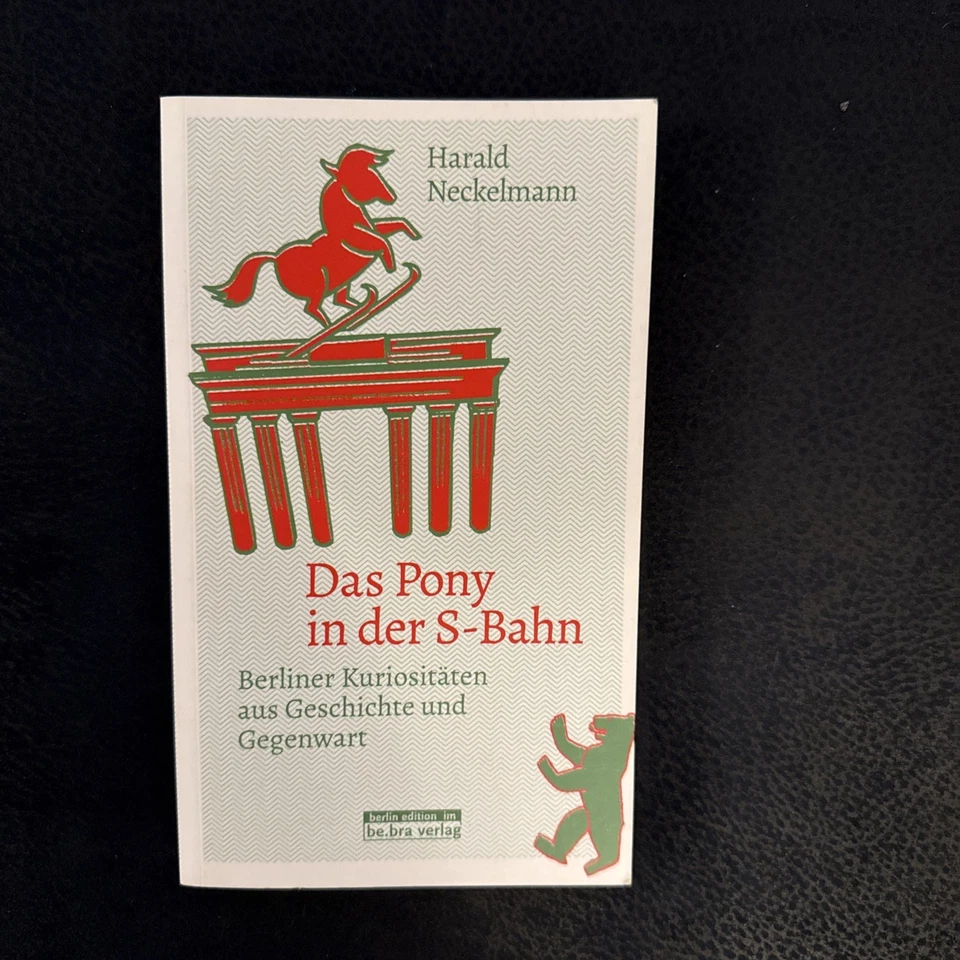 Harald
Neckelmann
Das Pony
in der S-Bahn
Berliner Kuriositäten
aus Geschichte und
Gegenwart
berlin edition im
be.bra verlag